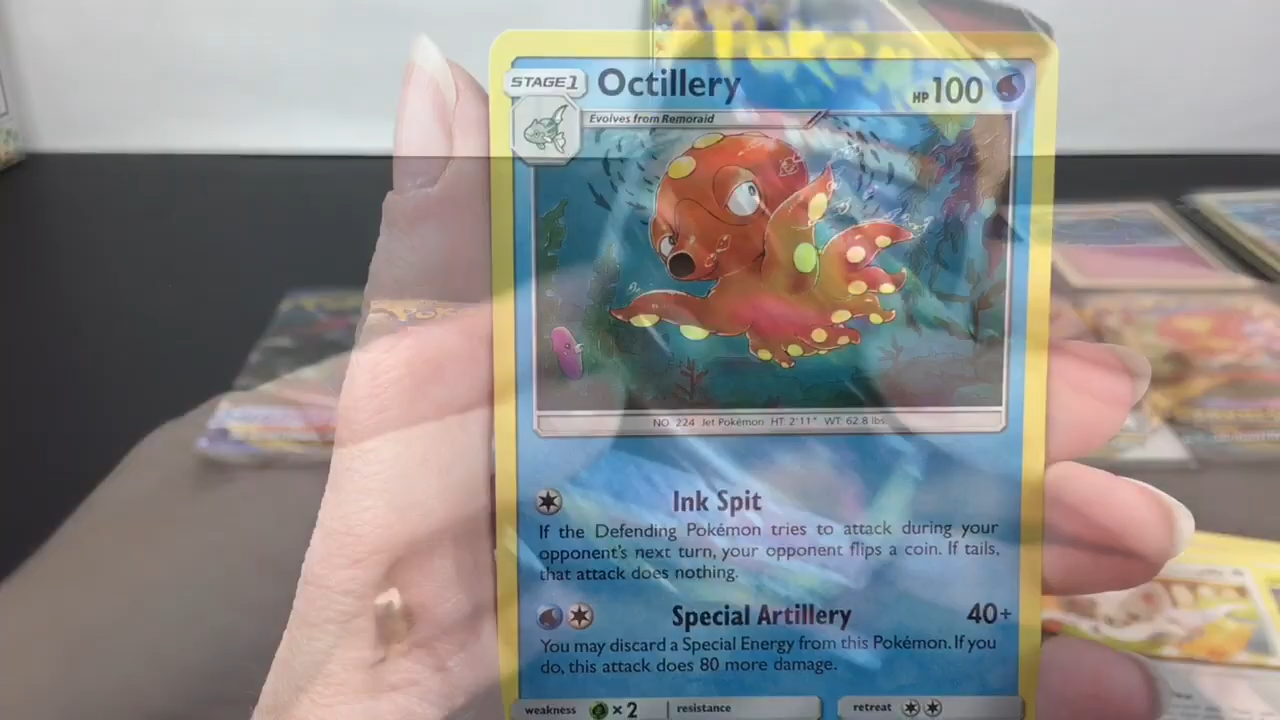 Pokémon
STAGE 1 Octillery HP 100
Evolves from Remoraid
NO. 224 Jet Pokémon HT: 2'11" WT: 62.8 lbs.
Ink Spit
If the Defending Pokémon tries to attack during your
opponent's next turn, your opponent flips a coin. If tails,
that attack does nothing.
Special Artillery 40+
You may discard a Special Energy from this Pokémon. If you
do, this attack does 80 more damage.
weakness ×2 resistance retreat